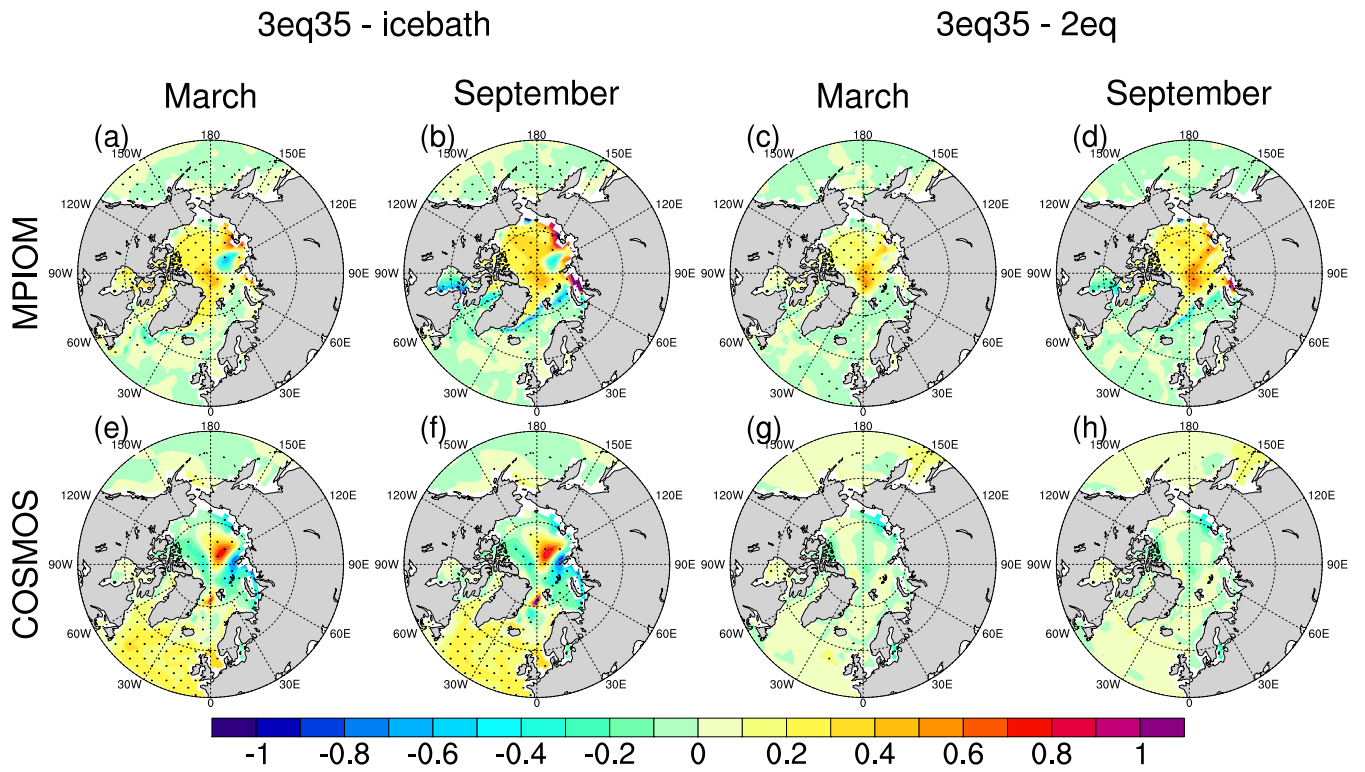 3eq35 - icebath 3eq35 - 2eq
March September March September
(a) (b) (c) (d)
180 180 180 180
150W 150E 150W 150E 150W 150E 150W 150E
120W 120E 120W 120E 120W 120E 120W 120E
MPIOM
90W 90E 90W 90E 90W 90E 90W 90E
60W 60E 60W 60E 60W 60E 60W 60E
30W 30E 30W 30E 30W 30E 30W 30E
0 0 0 0
(e) (f) (g) (h)
180 180 180 180
150W 150E 150W 150E 150W 150E 150W 150E
120W 120E 120W 120E 120W 120E 120W 120E
COSMOS
90W 90E 90W 90E 90W 90E 90W 90E
60W 60E 60W 60E 60W 60E 60W 60E
30W 30E 30W 30E 30W 30E 30W 30E
0 0 0 0
-1 -0.8 -0.6 -0.4 -0.2 0 0.2 0.4 0.6 0.8 1